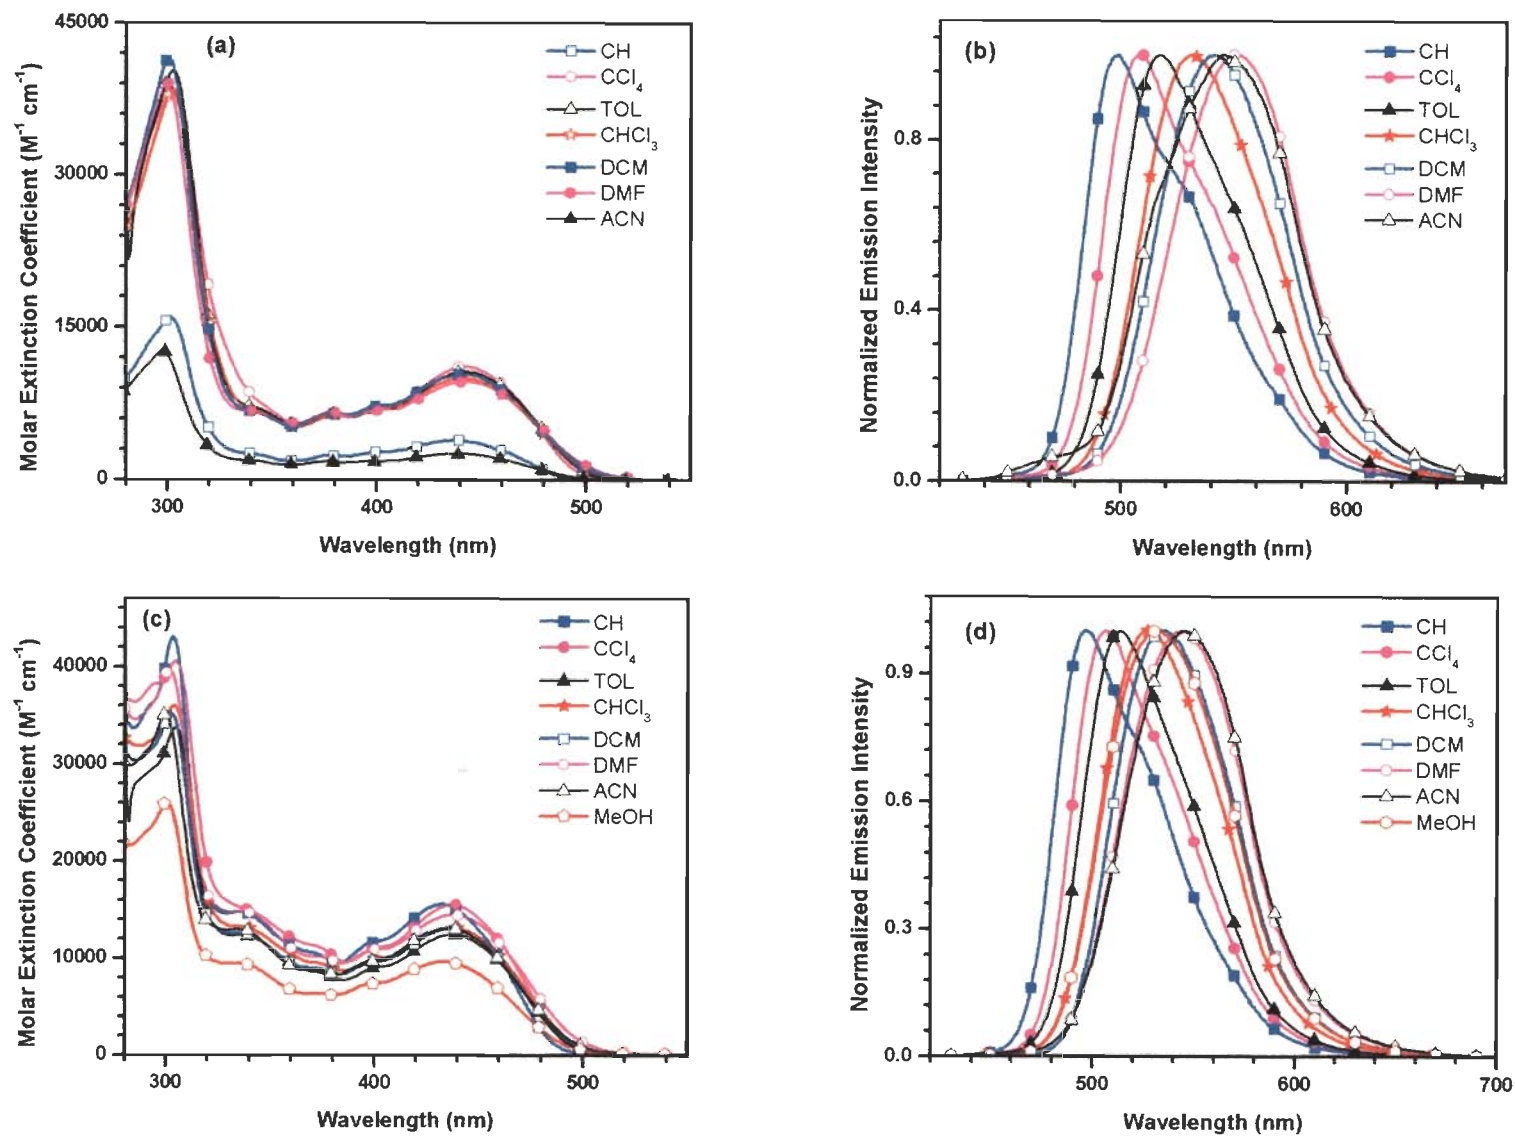 (a)
Molar Extinction Coefficient (M⁻¹ cm⁻¹)
45000
30000
15000
0
300
400
500
Wavelength (nm)
CH
CCl₄
TOL
CHCl₃
DCM
DMF
ACN
(b)
Normalized Emission Intensity
0.8
0.4
0.0
500
600
Wavelength (nm)
CH
CCl₄
TOL
CHCl₃
DCM
DMF
ACN
(c)
Molar Extinction Coefficient (M⁻¹ cm⁻¹)
40000
30000
20000
10000
0
300
400
500
Wavelength (nm)
CH
CCl₄
TOL
CHCl₃
DCM
DMF
ACN
MeOH
(d)
Normalized Emission Intensity
0.9
0.6
0.3
0.0
500
600
700
Wavelength (nm)
CH
CCl₄
TOL
CHCl₃
DCM
DMF
ACN
MeOH